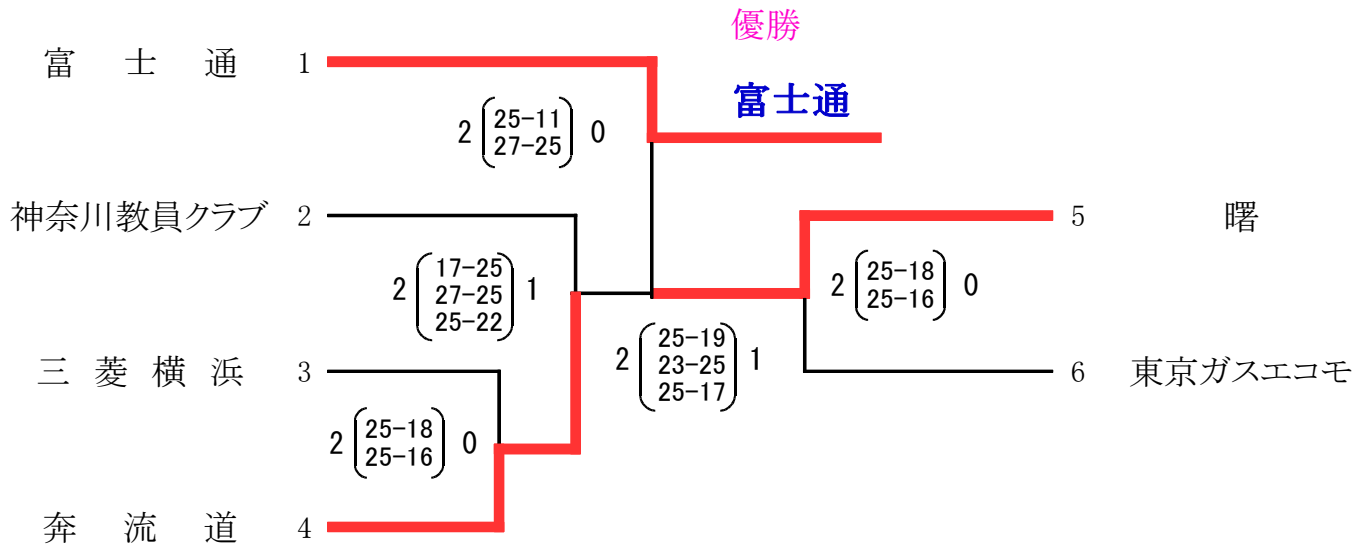 優勝
富士通 1
富士通
2 25-11 0
27-25
神奈川教員クラブ 2
5 曙
2 17-25 1
27-25
25-22
2 25-18 0
25-16
三菱横浜 3
2 25-19 1
23-25
25-17
6 東京ガスエコモ
2 25-18 0
25-16
奔流道 4